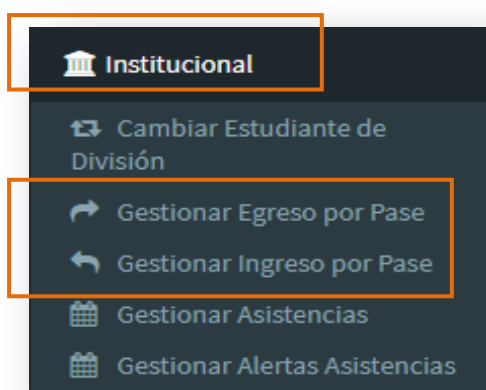 Institucional
Cambiar Estudiante de
División
Gestionar Egreso por Pase
Gestionar Ingreso por Pase
Gestionar Asistencias
Gestionar Alertas Asistencias